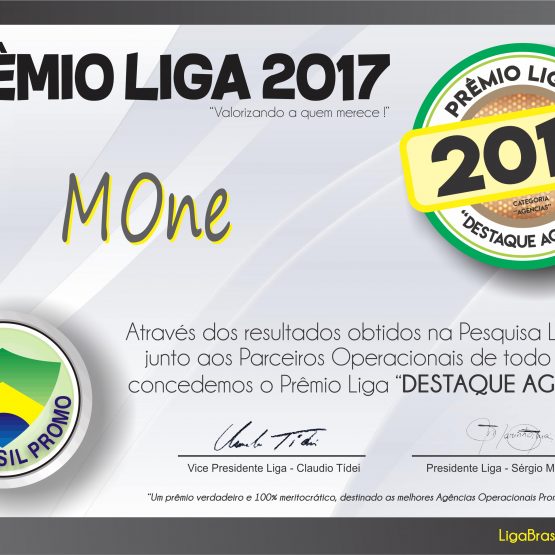 ÊMIO LIGA 2017
"Valorizando a quem merece !"
PRÊMIO LIG
201
CATEGORIA
"AGÊNCIAS"
"DESTAQUE AG
MOne
Através dos resultados obtidos na Pesquisa L
junto aos Parceiros Operacionais de todo
concedemos o Prêmio Liga "DESTAQUE AG
SIL PROMO
Vice Presidente Liga - Claudio Tídei
Presidente Liga - Sérgio M
"Um prêmio verdadeiro e 100% meritocrático, destinado as melhores Agências Operacionais Pro
LigaBras